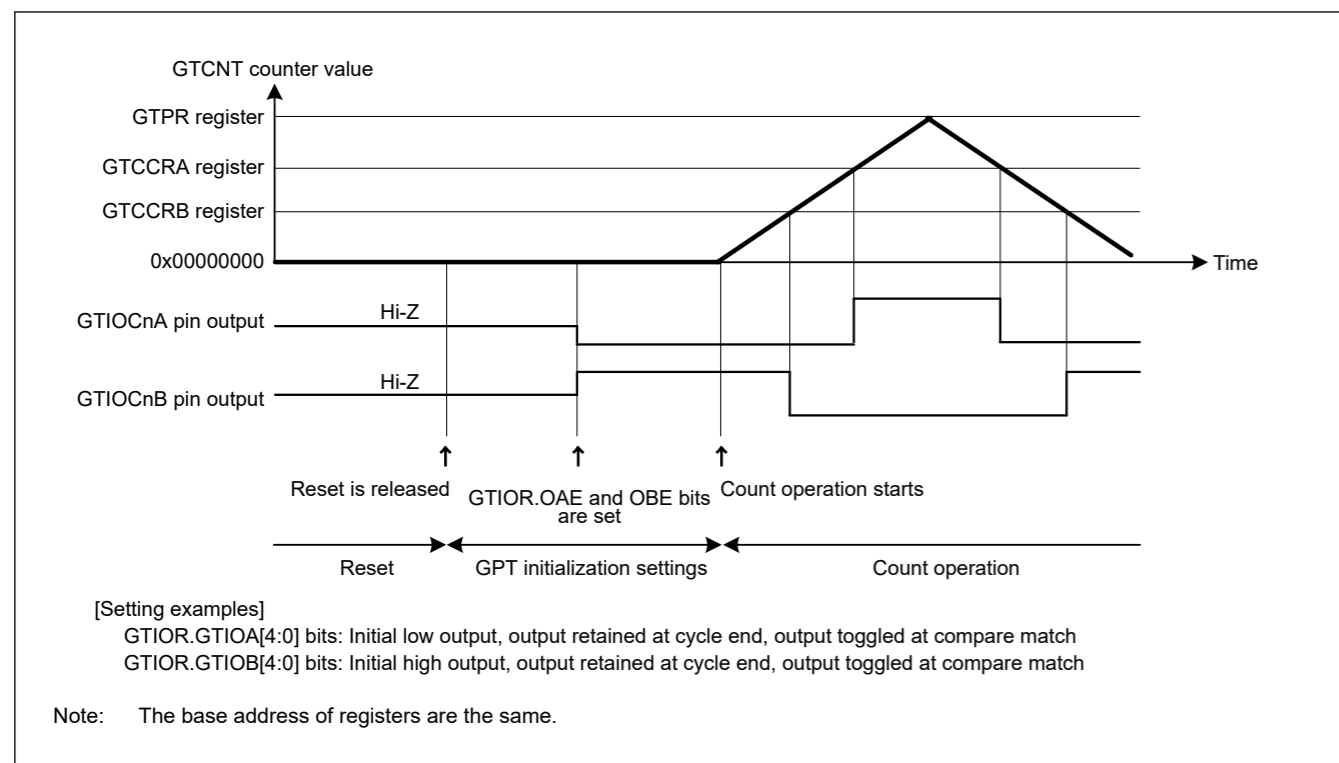 GTCNT counter value
GTPR register
GTCCRA register
GTCCRB register
0x00000000
Time
Hi-Z
GTIOCnA pin output
Hi-Z
GTIOCnB pin output
↑ ↑ ↑
Reset is released
GTIOR.OAE and OBE bits
are set
Count operation starts
Reset
GPT initialization settings
Count operation
[Setting examples]
GTIOR.GTIOA[4:0] bits: Initial low output, output retained at cycle end, output toggled at compare match
GTIOR.GTIOB[4:0] bits: Initial high output, output retained at cycle end, output toggled at compare match
Note: The base address of registers are the same.